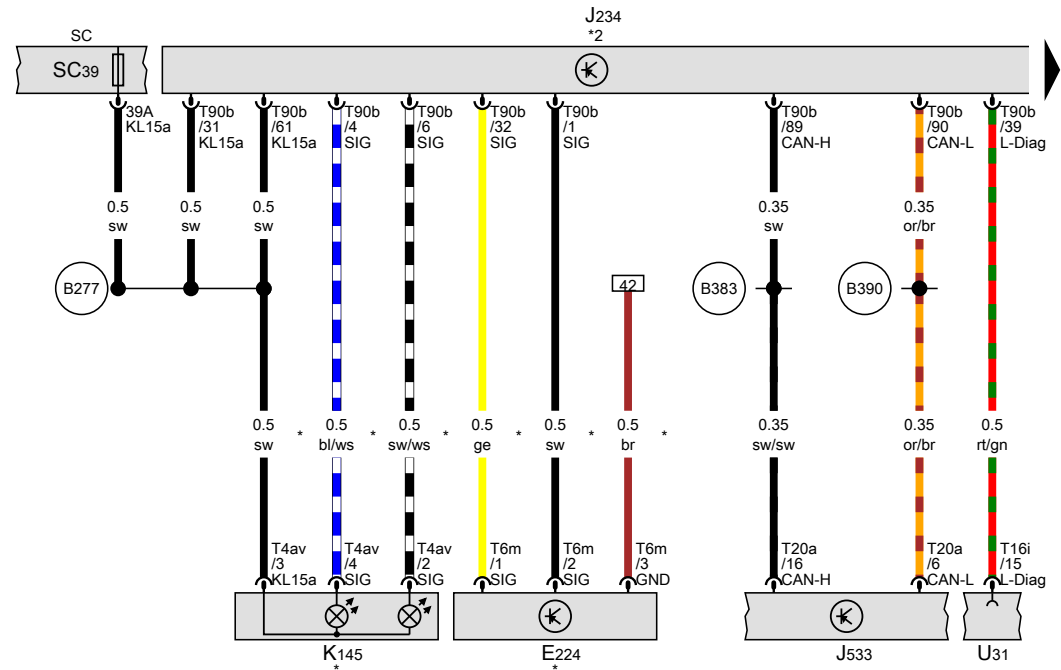 J234
*2
SC
SC39
39A
KL15a
T90b
/31
KL15a
T90b
/61
KL15a
T90b
/4
SIG
T90b
/6
SIG
T90b
/32
SIG
T90b
/1
SIG
T90b
/89
CAN-H
T90b
/90
CAN-L
T90b
/39
L-Diag
0.5
sw
0.5
sw
0.5
sw
0.35
sw
0.35
or/br
B277
42
B383
B390
0.5
sw
*
0.5
bl/ws
*
0.5
sw/ws
*
0.5
ge
*
0.5
sw
*
0.5
br
*
0.35
sw/sw
0.35
or/br
0.5
rt/gn
T4av
/3
KL15a
T4av
/4
SIG
T4av
/2
SIG
T6m
/1
SIG
T6m
/2
SIG
T6m
/3
GND
T20a
/16
CAN-H
T20a
/6
CAN-L
T16i
/15
L-Diag
K145
*
E224
*
J533
U31